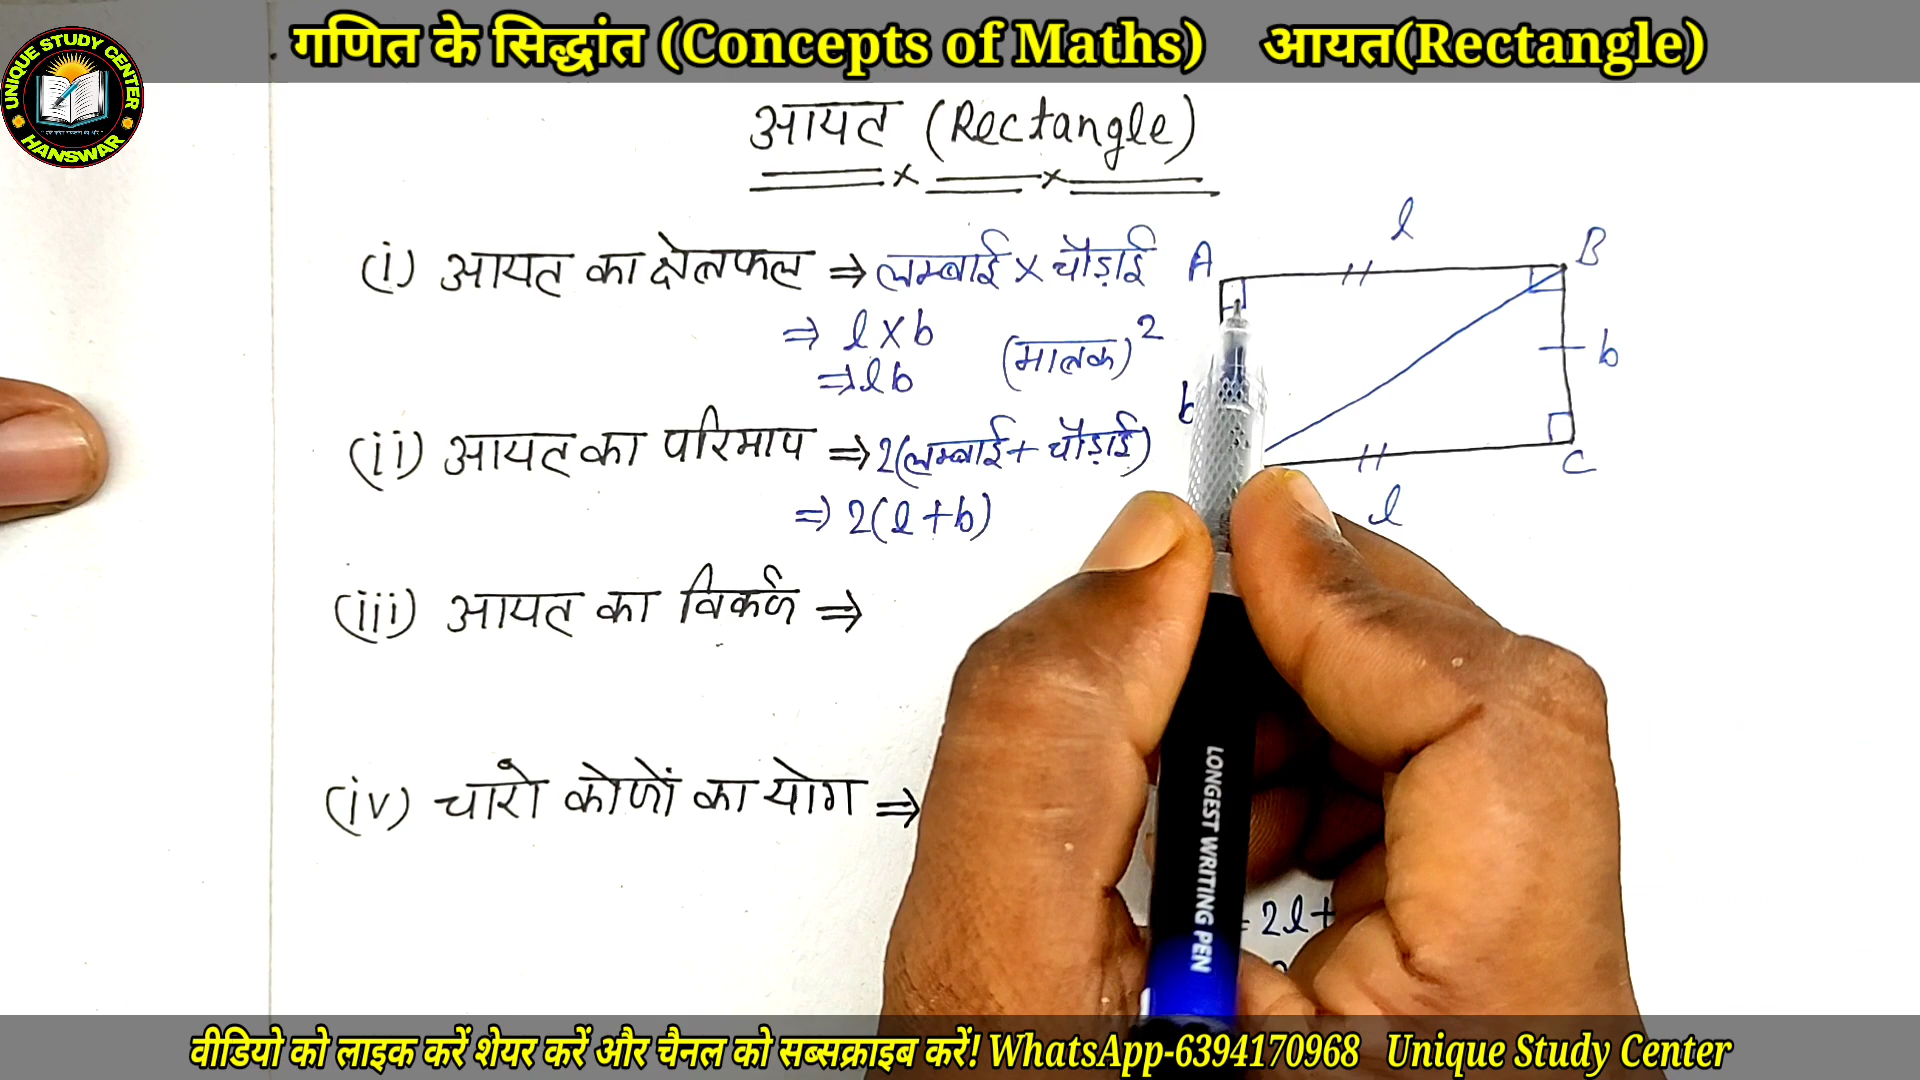 गणित के सिद्धांत (Concepts of Maths) आयत(Rectangle)
UNIQUE STUDY CENTER
HANSWAR
आयत (Rectangle)
(i) आयत का क्षेत्रफल ⇒ लम्बाई × चौड़ाई
⇒ l × b
(मात्रक)²
⇒ lb
(ii) आयत का परिमाप ⇒ 2(लम्बाई + चौड़ाई)
⇒ 2(l + b)
(iii) आयत का विकर्ण ⇒
(iv) चारो कोणों का योग ⇒
A
l
B
b
b
C
l
= 2l +
LONGEST WRITING PEN
वीडियो को लाइक करें शेयर करें और चैनल को सब्सक्राइब करें! WhatsApp-6394170968 Unique Study Center